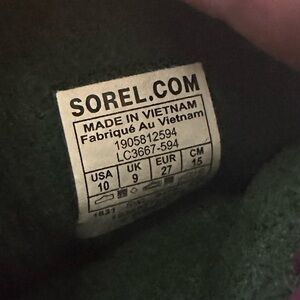 SOREL.COM
MADE IN VIETNAM
Fabriqué Au Vietnam
1905812594
LC3667-594
USA UK EUR CM
10 9 27 15